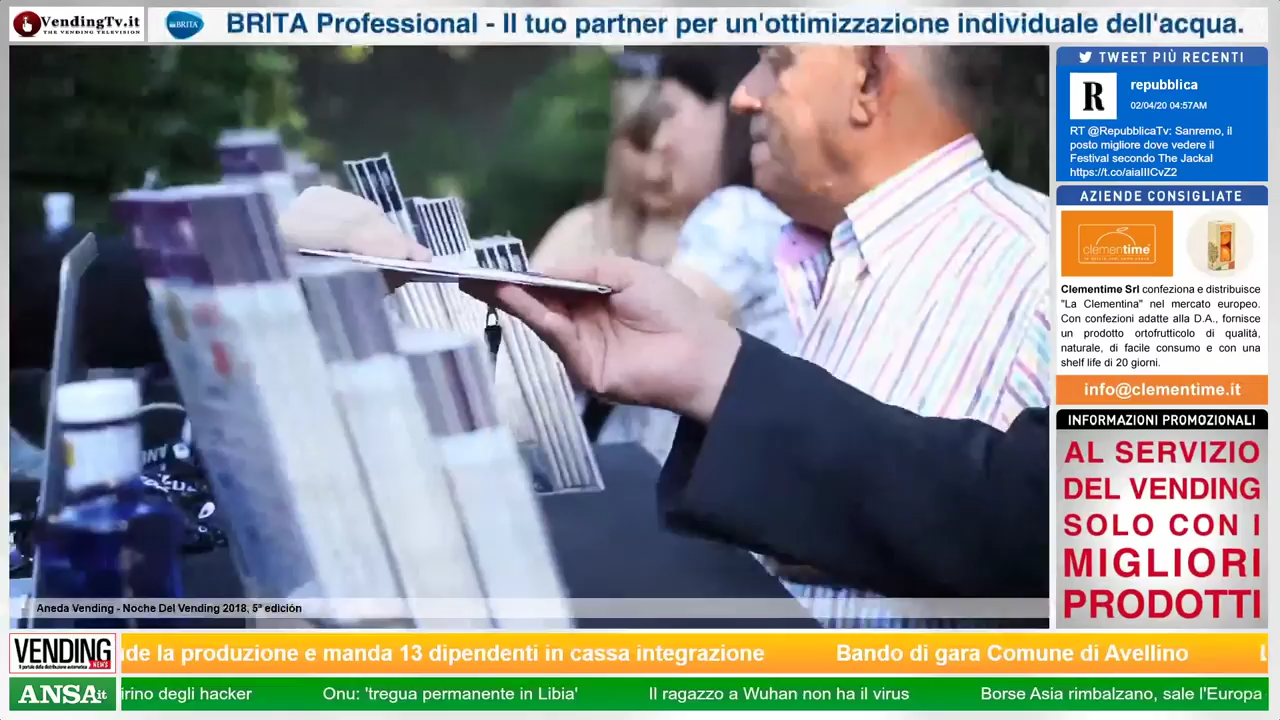 VendingTv.it
THE VENDING TELEVISION
BRITA
BRITA Professional - Il tuo partner per un'ottimizzazione individuale dell'acqua.
TWEET PIÙ RECENTI
R
repubblica
02/04/20 04:57AM
RT @RepubblicaTv: Sanremo, il
posto migliore dove vedere il
Festival secondo The Jackal
https://t.co/aiaIIICvZ2
AZIENDE CONSIGLIATE
clementime
Clementime Srl confeziona e distribuisce
"La Clementina" nel mercato europeo.
Con confezioni adatte alla D.A., fornisce
un prodotto ortofrutticolo di qualità,
naturale, di facile consumo e con una
shelf life di 20 giorni.
info@clementime.it
INFORMAZIONI PROMOZIONALI
AL SERVIZIO
DEL VENDING
SOLO CON I
MIGLIORI
PRODOTTI
Aneda Vending - Noche Del Vending 2018, 5ª edición
VENDING
Il portale della distribuzione automatica NEWS
de la produzione e manda 13 dipendenti in cassa integrazione Bando di gara Comune di Avellino
ANSA.it
irino degli hacker Onu: 'tregua permanente in Libia' Il ragazzo a Wuhan non ha il virus Borse Asia rimbalzano, sale l'Europa